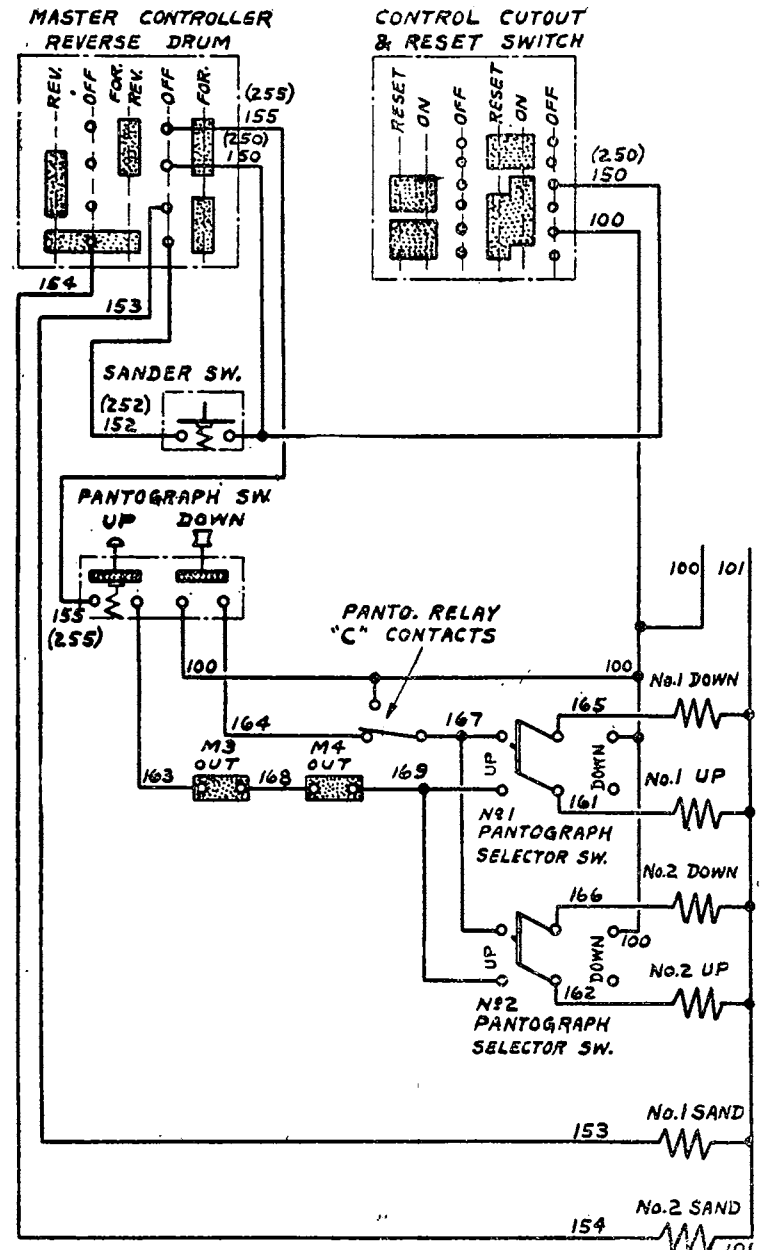 MASTER CONTROLLER
REVERSE DRUM
CONTROL CUTOUT
& RESET SWITCH
REV.
OFF
FOR.
REV.
OFF
FOR.
(255)
155
(250)
150
RESET
ON
OFF
RESET
ON
OFF
(250)
150
100
154
153
SANDER SW.
(252)
152
PANTOGRAPH SW.
UP
DOWN
155
(255)
100
101
PANTO. RELAY
"C" CONTACTS
100
100
No.1 DOWN
164
167
165
M3
OUT
M4
OUT
163
168
169
UP
DOWN
No.1 UP
161
Nº1
PANTOGRAPH
SELECTOR SW.
No.2 DOWN
166
UP
DOWN
100
No.2 UP
162
Nº2
PANTOGRAPH
SELECTOR SW.
No.1 SAND
153
No.2 SAND
154
101